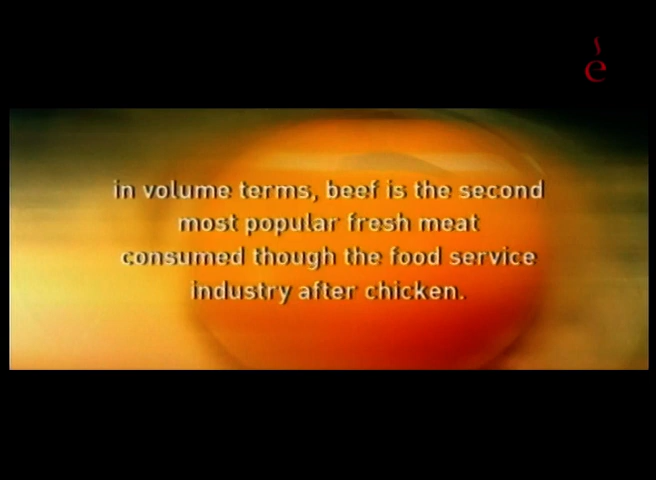 e
in volume terms, beef is the second
most popular fresh meat
consumed though the food service
industry after chicken.